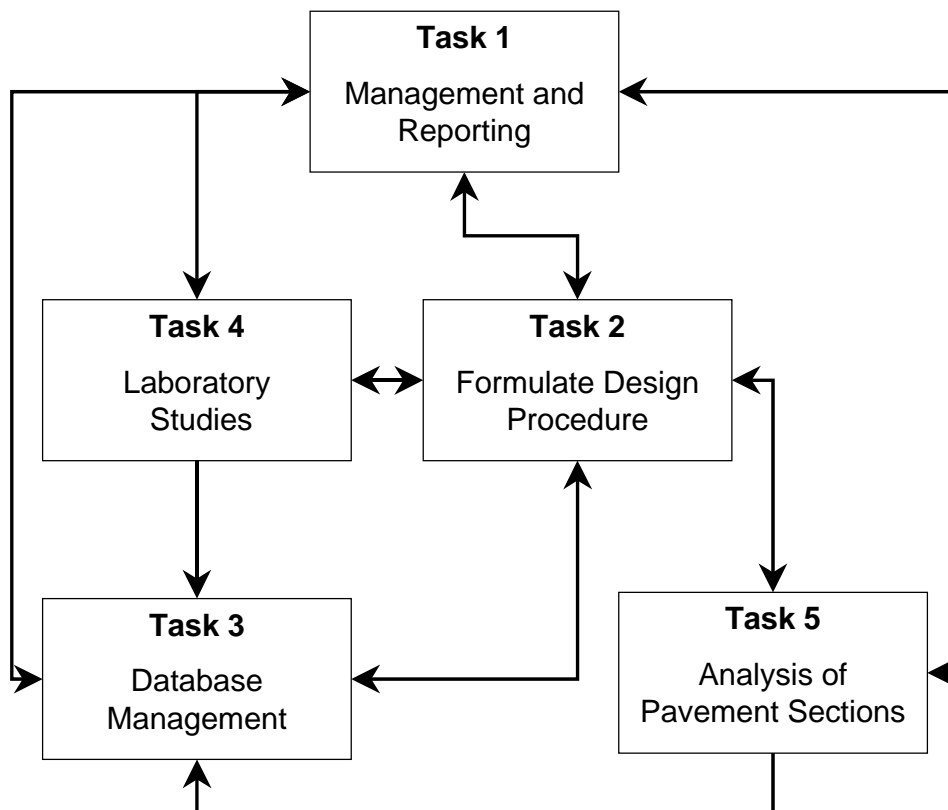 Task 1
Management and
Reporting
Task 4
Laboratory
Studies
Task 2
Formulate Design
Procedure
Task 3
Database
Management
Task 5
Analysis of
Pavement Sections